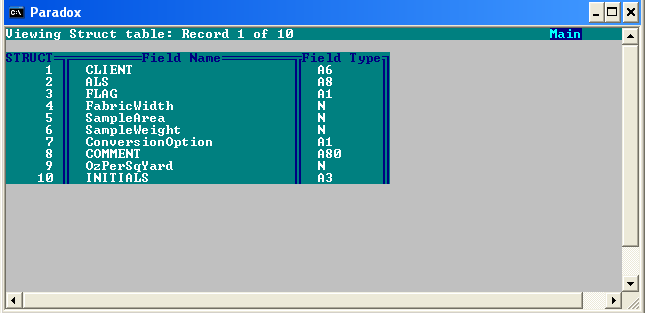 Paradox
Viewing Struct table: Record 1 of 10 Main
STRUCT Field Name Field Type
1 CLIENT A6
2 ALS A8
3 FLAG A1
4 FabricWidth N
5 SampleArea N
6 SampleWeight N
7 ConversionOption A1
8 COMMENT A80
9 OzPerSqYard N
10 INITIALS A3